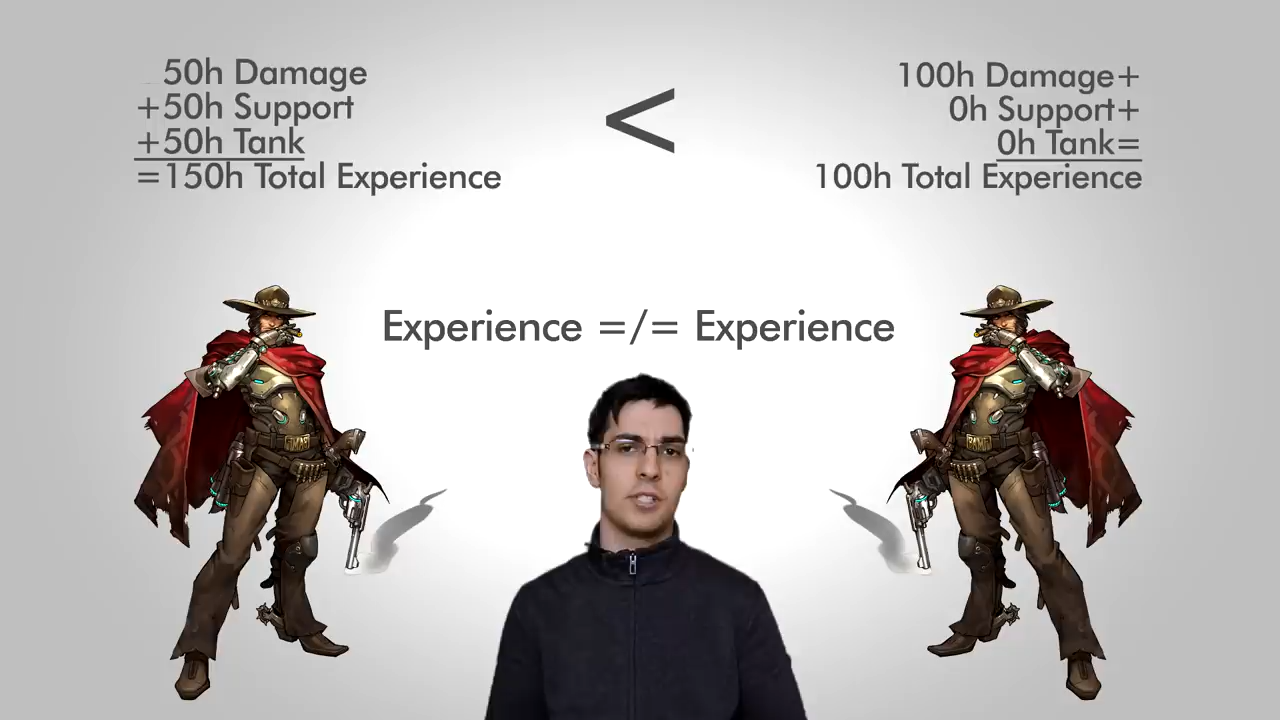 50h Damage
+50h Support
+50h Tank
=150h Total Experience
<
100h Damage+
0h Support+
0h Tank=
100h Total Experience
Experience =/= Experience
BAMF